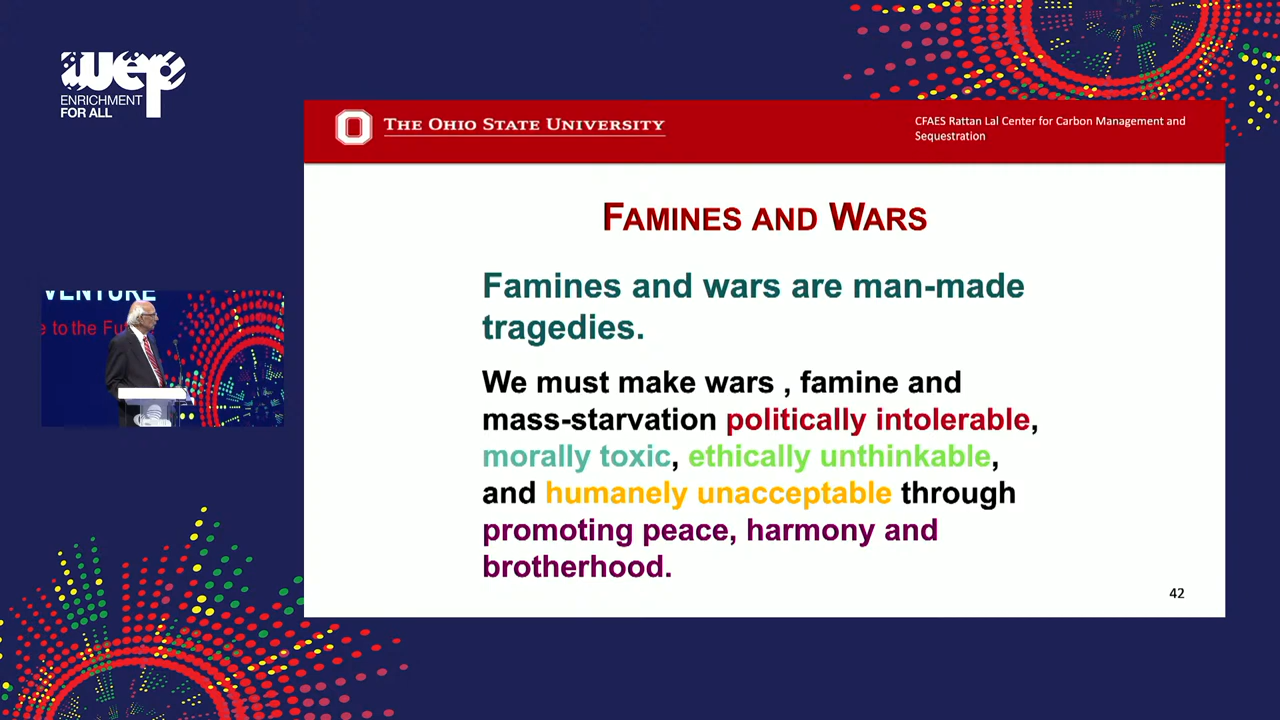 wep
ENRICHMENT
FOR ALL
THE OHIO STATE UNIVERSITY
CFAES Rattan Lal Center for Carbon Management and
Sequestration
FAMINES AND WARS
Famines and wars are man-made
tragedies.
We must make wars , famine and
mass-starvation politically intolerable,
morally toxic, ethically unthinkable,
and humanely unacceptable through
promoting peace, harmony and
brotherhood.
42
VENTURE
e to the Fu